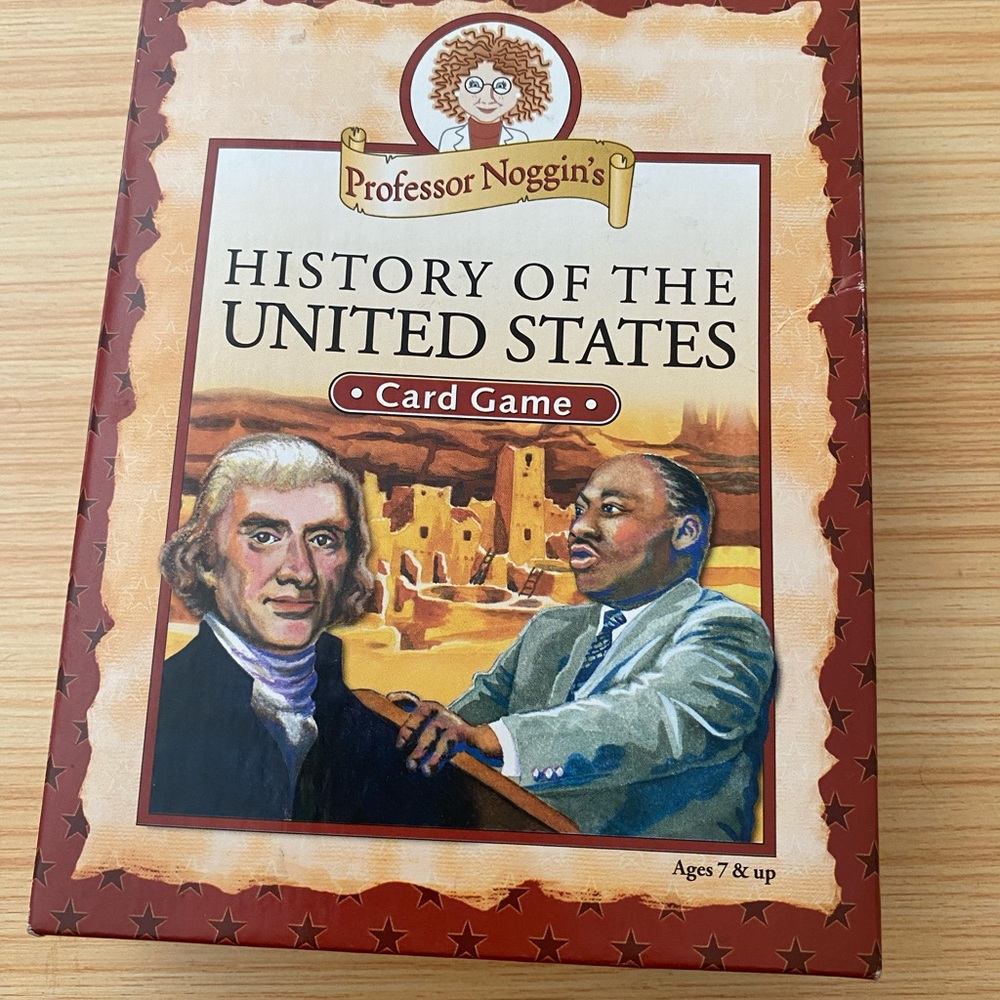 Professor Noggin's
HISTORY OF THE
UNITED STATES
• Card Game •
Ages 7 & up